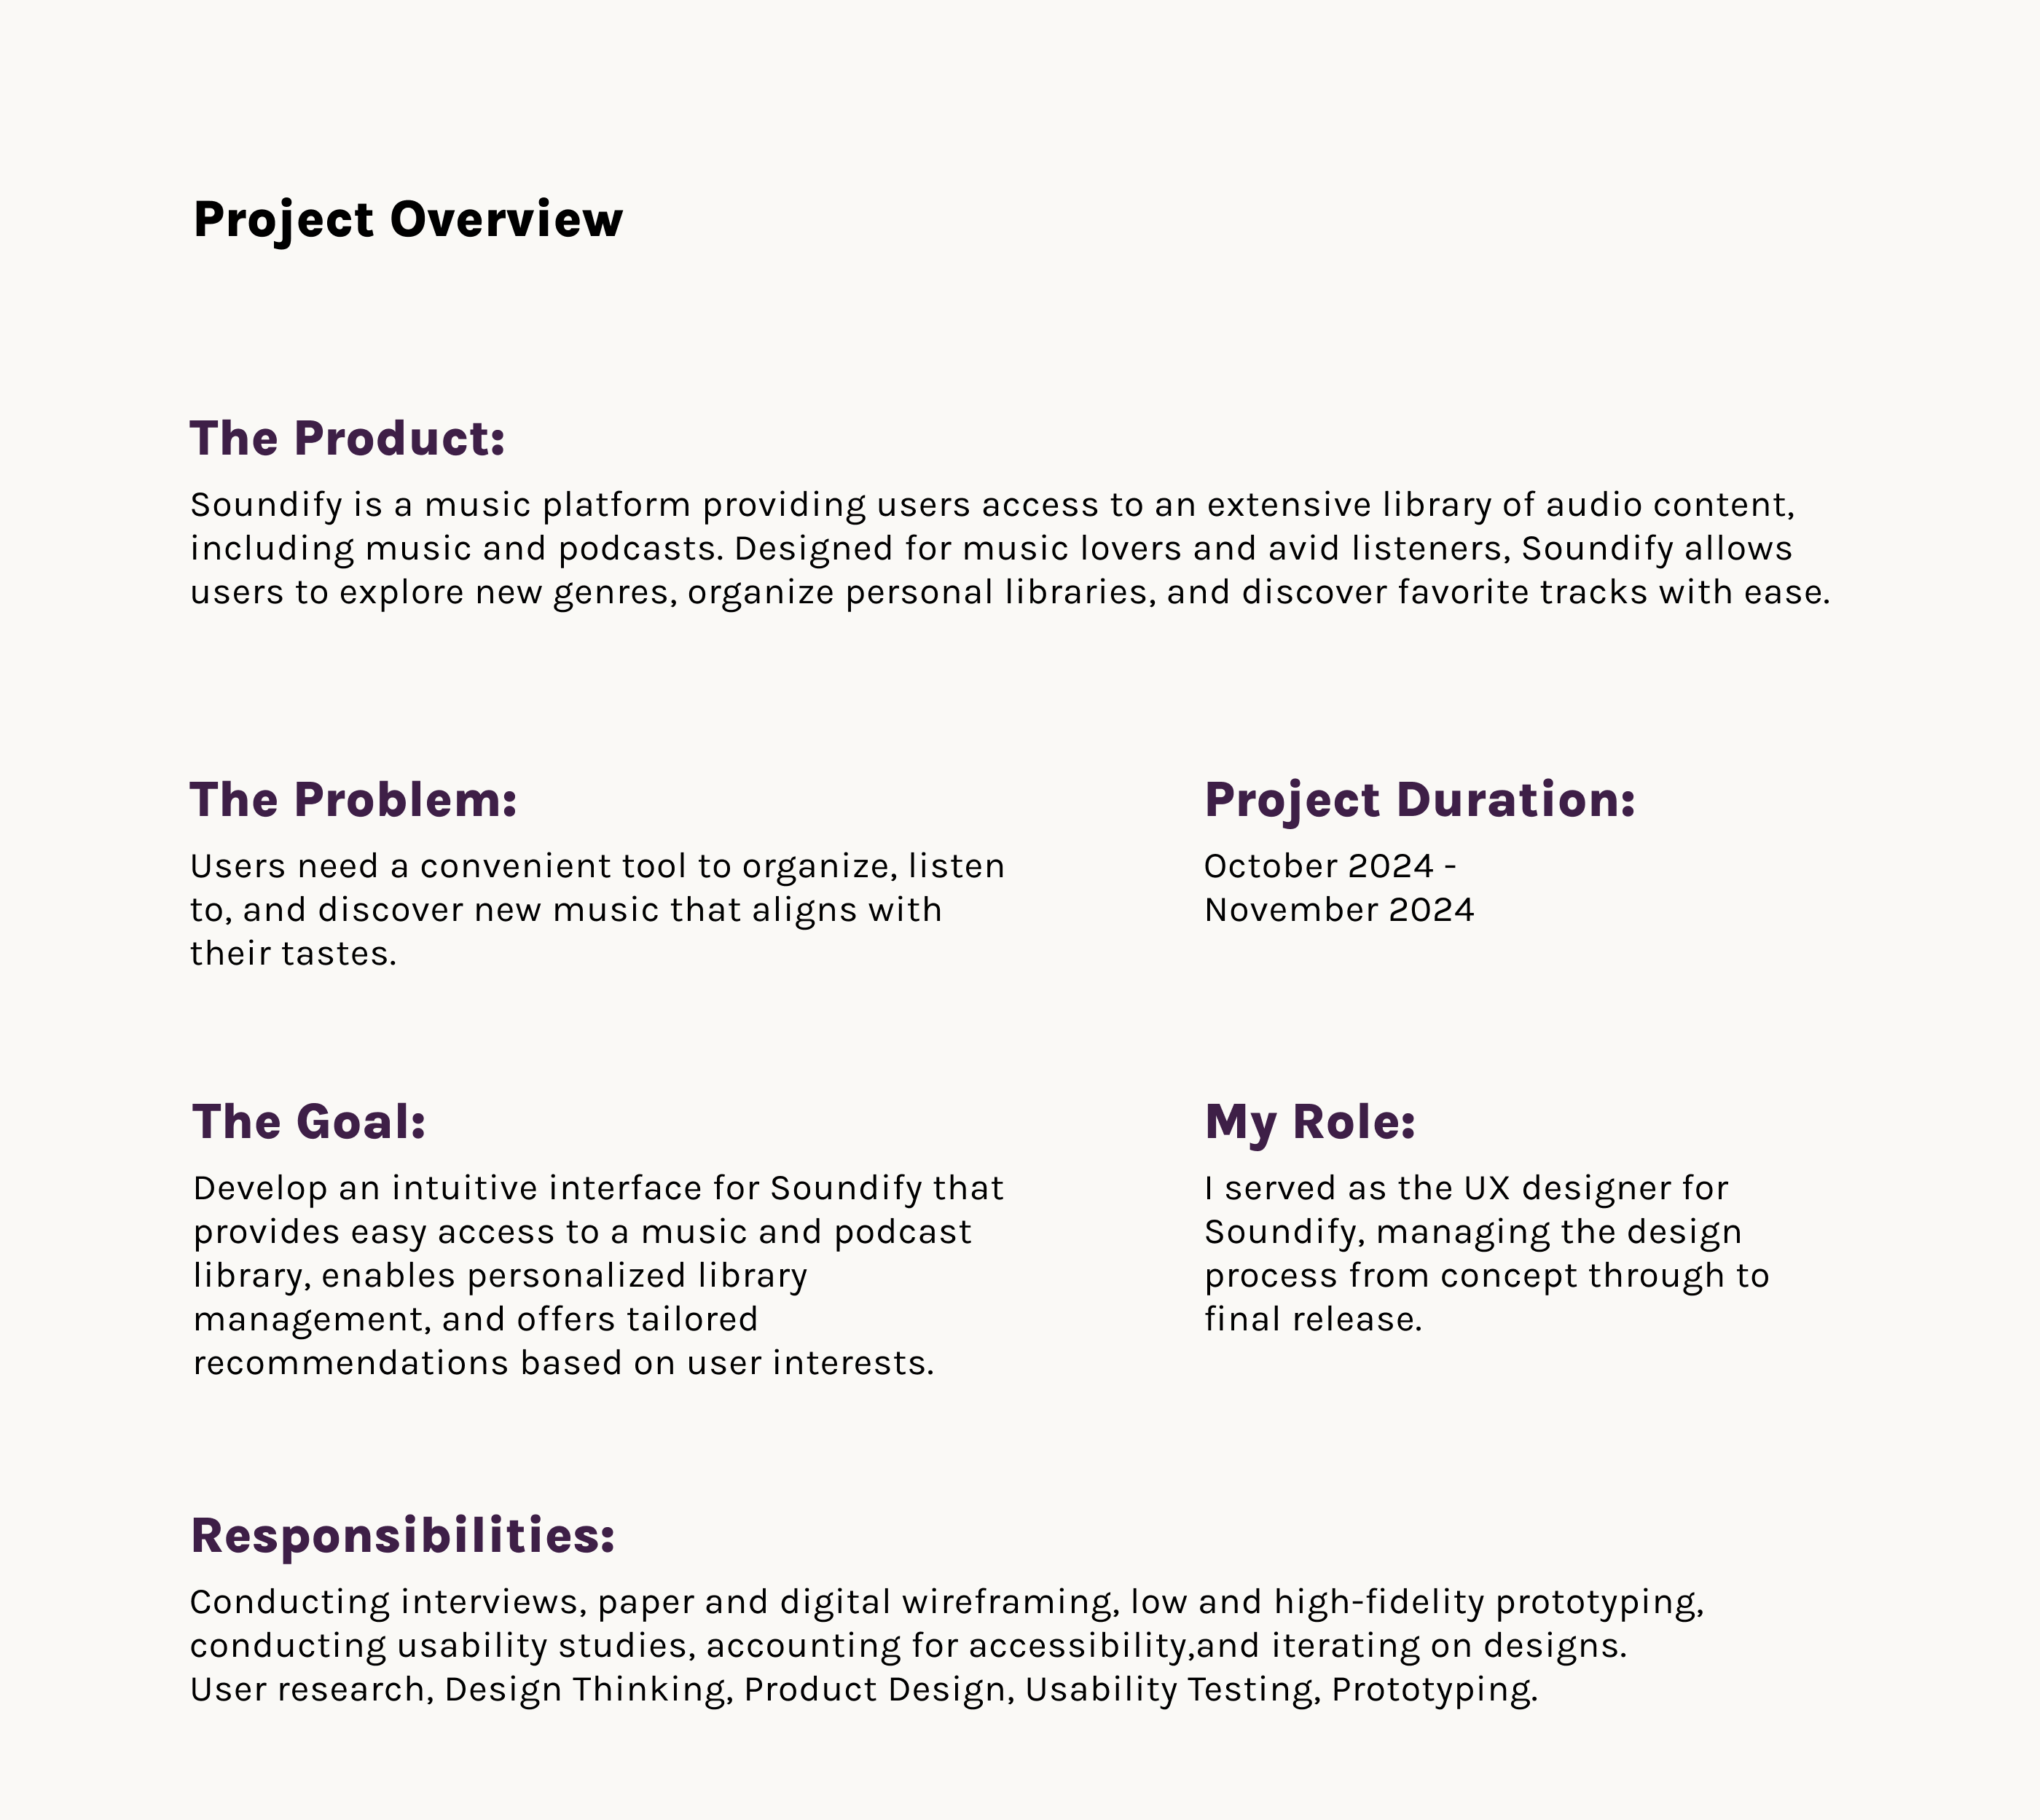 Project Overview
The Product:
Soundify is a music platform providing users access to an extensive library of audio content,
including music and podcasts. Designed for music lovers and avid listeners, Soundify allows
users to explore new genres, organize personal libraries, and discover favorite tracks with ease.
The Problem:
Users need a convenient tool to organize, listen
to, and discover new music that aligns with
their tastes.
Project Duration:
October 2024 -
November 2024
The Goal:
Develop an intuitive interface for Soundify that
provides easy access to a music and podcast
library, enables personalized library
management, and offers tailored
recommendations based on user interests.
My Role:
I served as the UX designer for
Soundify, managing the design
process from concept through to
final release.
Responsibilities:
Conducting interviews, paper and digital wireframing, low and high-fidelity prototyping,
conducting usability studies, accounting for accessibility,and iterating on designs.
User research, Design Thinking, Product Design, Usability Testing, Prototyping.